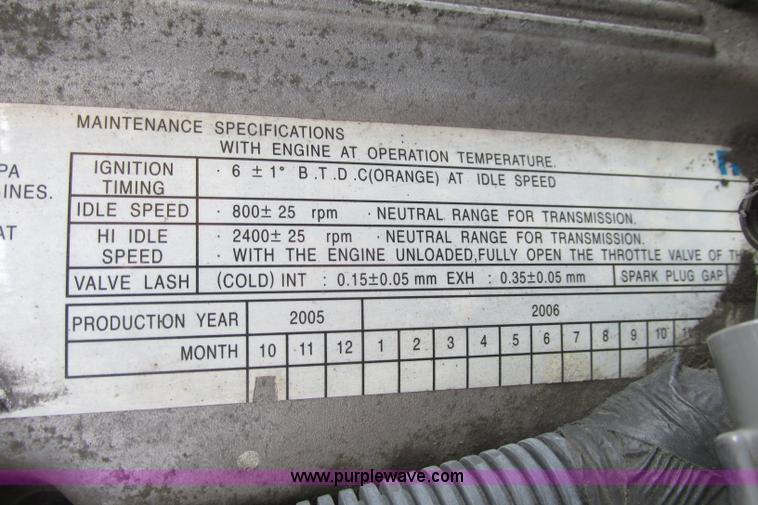 MAINTENANCE SPECIFICATIONS
WITH ENGINE AT OPERATION TEMPERATURE.
PA
GINES.
AT
IGNITION TIMING · 6 ± 1° B.T.D.C(ORANGE) AT IDLE SPEED
IDLE SPEED · 800± 25 rpm · NEUTRAL RANGE FOR TRANSMISSION.
HI IDLE SPEED · 2400± 25 rpm · NEUTRAL RANGE FOR TRANSMISSION.
· WITH THE ENGINE UNLOADED,FULLY OPEN THE THROTTLE VALVE OF
VALVE LASH (COLD) INT : 0.15±0.05 mm EXH : 0.35±0.05 mm SPARK PLUG GAP
PRODUCTION YEAR 2005 2006
MONTH 10 11 12 1 2 3 4 5 6 7 8 9 10 11
www.purplewave.com